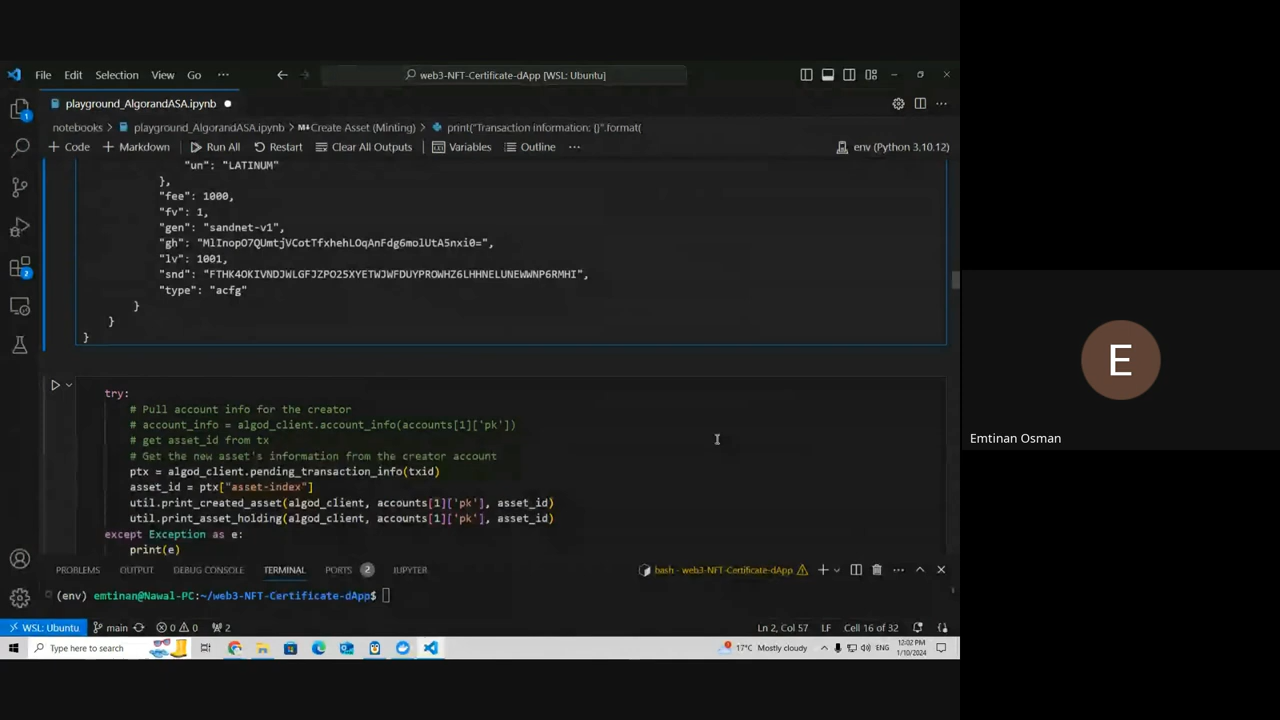 File Edit Selection View Go ··· web3-NFT-Certificate-dApp [WSL: Ubuntu]
playground_AlgorandASA.ipynb
notebooks > playground_AlgorandASA.ipynb > Create Asset (Minting) > print("Transaction information: {}".format(
+ Code + Markdown Run All Restart Clear All Outputs Variables Outline ··· env (Python 3.10.12)
"un": "LATINUM"
},
"fee": 1000,
"fv": 1,
"gen": "sandnet-v1",
"gh": 
"lv": 1001,
"snd": 
"type": "acfg"
}
}
}
try:
# Pull account info for the creator
# account_info = algod_client.account_info(accounts[1]['pk'])
# get asset_id from tx
# Get the new asset's information from the creator account
ptx = algod_client.pending_transaction_info(txid)
asset_id = ptx["asset-index"]
util.print_created_asset(algod_client, accounts[1]['pk'], asset_id)
util.print_asset_holding(algod_client, accounts[1]['pk'], asset_id)
except Exception as e:
print(e)
PROBLEMS OUTPUT DEBUG CONSOLE TERMINAL PORTS 2 JUPYTER bash - web3-NFT-Certificate-dApp
(env) emtinan@Nawal-PC:~/web3-NFT-Certificate-dApp$
WSL: Ubuntu main 0 0 2 Ln 2, Col 57 LF Cell 16 of 32
Type here to search 17°C Mostly cloudy ENG 12:02 PM
1/10/2024
E
Emtinan Osman
1
2